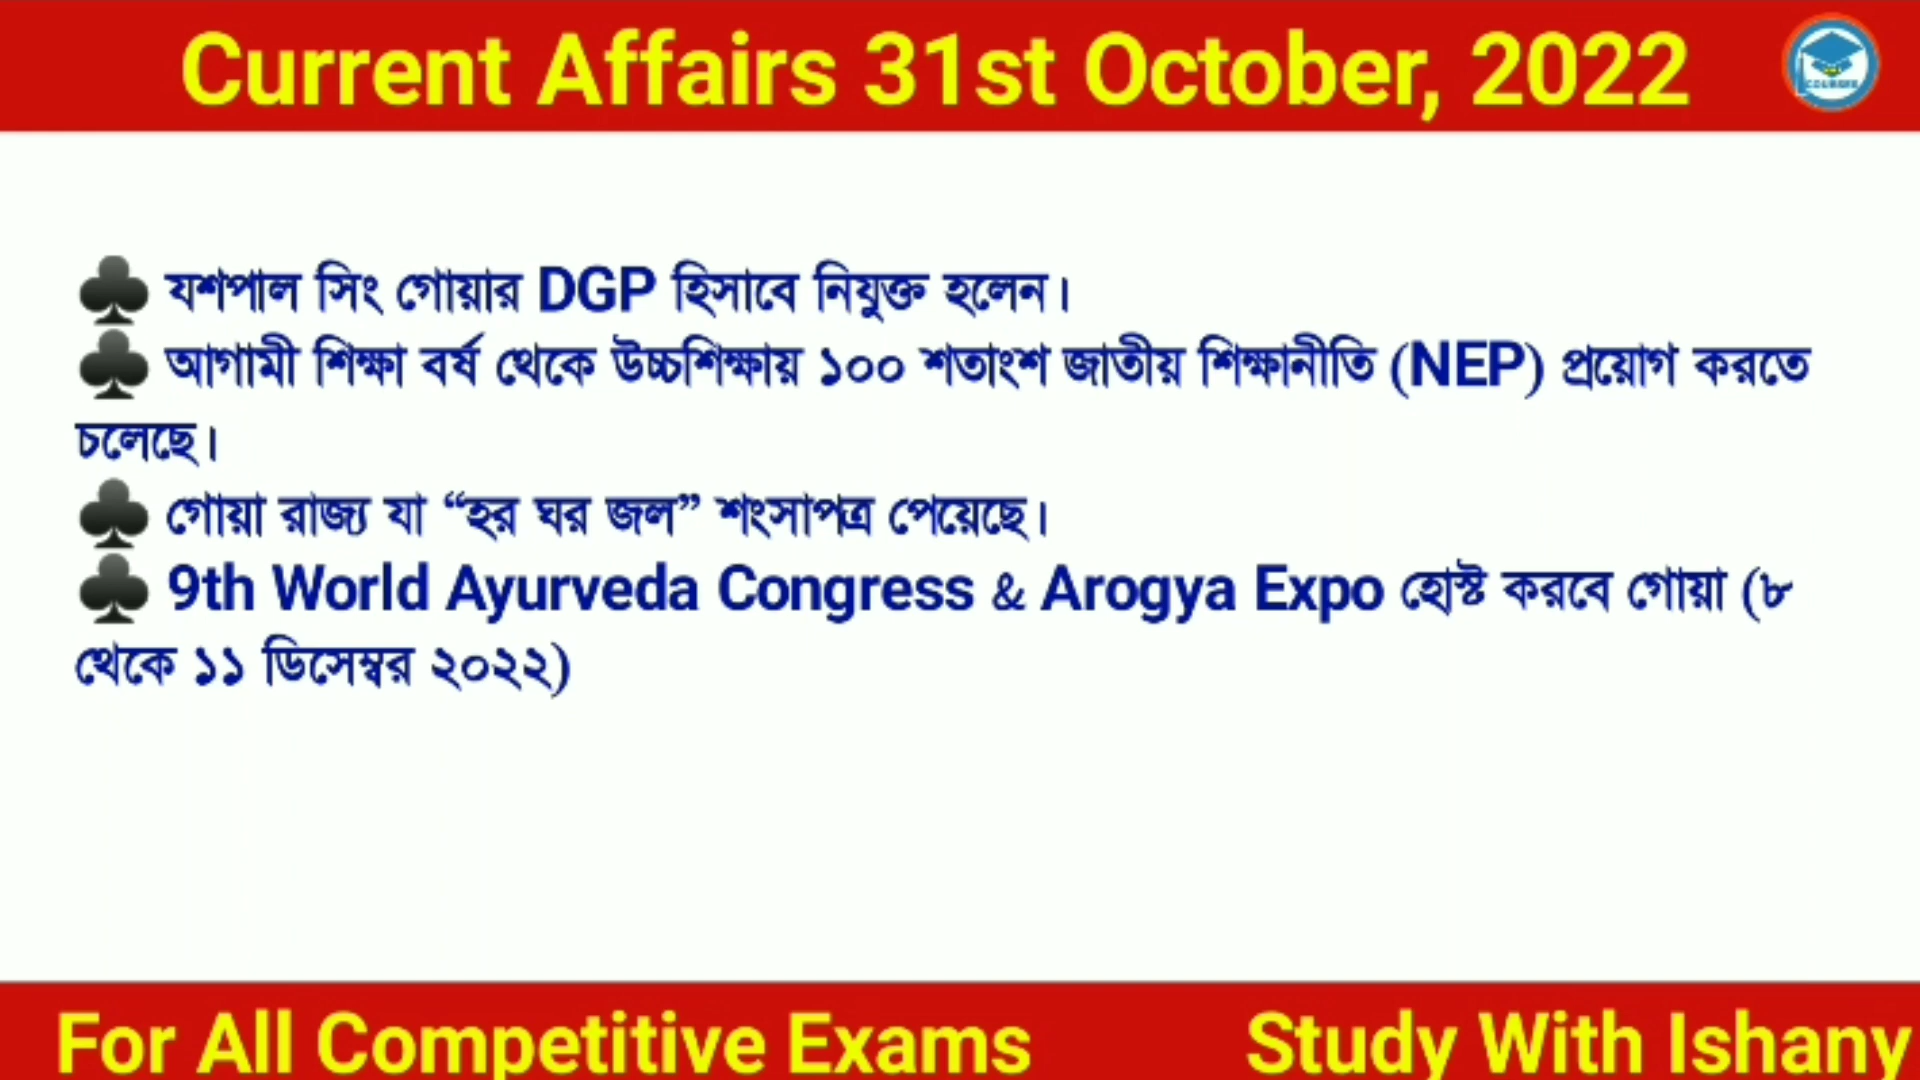 Current Affairs 31st October, 2022
COURSES
♣ যশপাল সিং গোয়ার DGP হিসাবে নিযুক্ত হলেন।
♣ আগামী শিক্ষা বর্ষ থেকে উচ্চশিক্ষায় ১০০ শতাংশ জাতীয় শিক্ষানীতি (NEP) প্রয়োগ করতে
চলেছে।
♣ গোয়া রাজ্য যা “হর ঘর জল” শংসাপত্র পেয়েছে।
♣ 9th World Ayurveda Congress & Arogya Expo হোস্ট করবে গোয়া (৮
থেকে ১১ ডিসেম্বর ২০২২)
For All Competitive Exams Study With Ishany